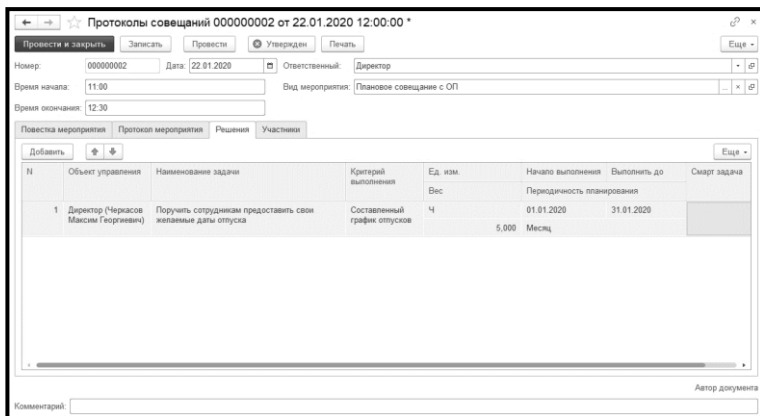 Протоколы совещаний 000000002 от 22.01.2020 12:00:00 *
Провести и закрыть Записать Провести Утвержден Печать Еще
Номер: 000000002 Дата: 22.01.2020 Ответственный: Директор
Время начала: 11:00 Вид мероприятия: Плановое совещание с ОП ...
Время окончания: 12:30
Повестка мероприятия Протокол мероприятия Решения Участники
Добавить Еще
N Объект управления Наименование задачи Критерий выполнения Ед. изм. Начало выполнения Выполнить до Смарт задача
Вес Периодичность планирования
1 Директор (Черкасов Поручить сотрудникам предоставить свои Составленный Ч 01.01.2020 31.01.2020
Максим Георгиевич) желаемые даты отпуска график отпусков 5,000 Месяц
Автор документа
Комментарий: